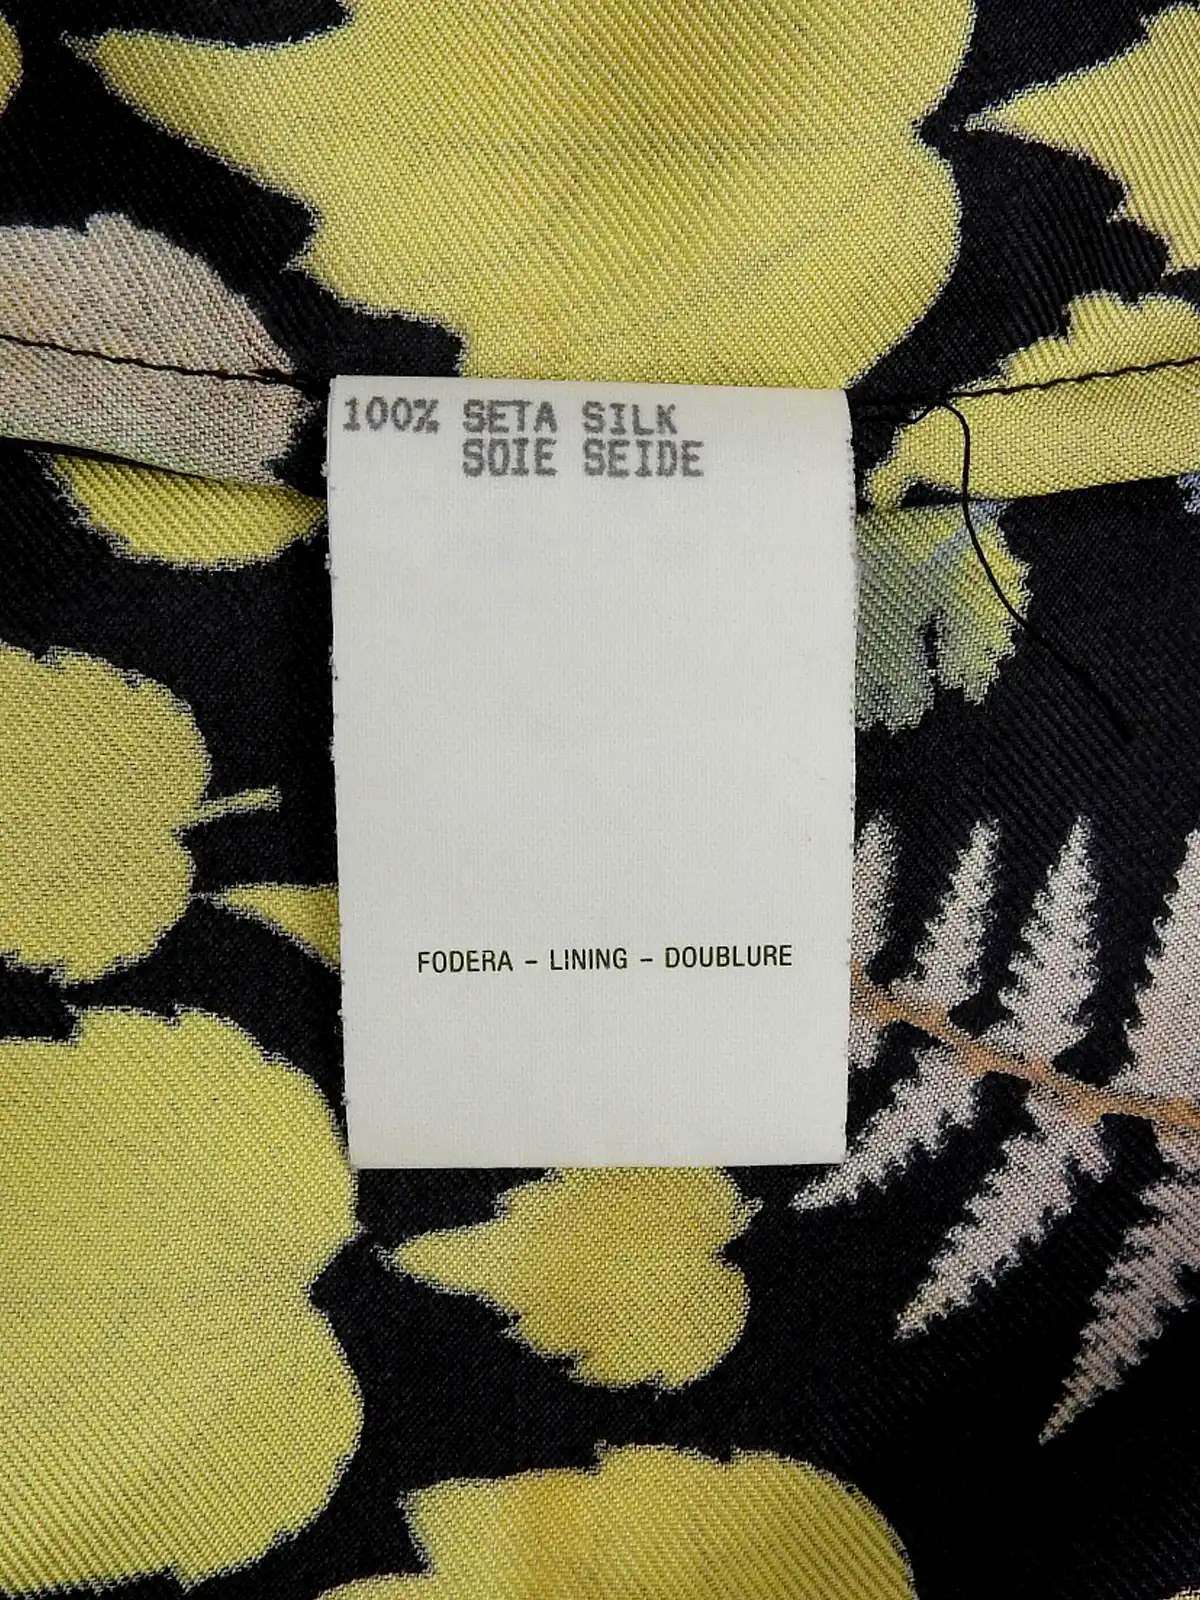 100% SETA SILK
SOIE SEIDE
FODERA - LINING - DOUBLURE